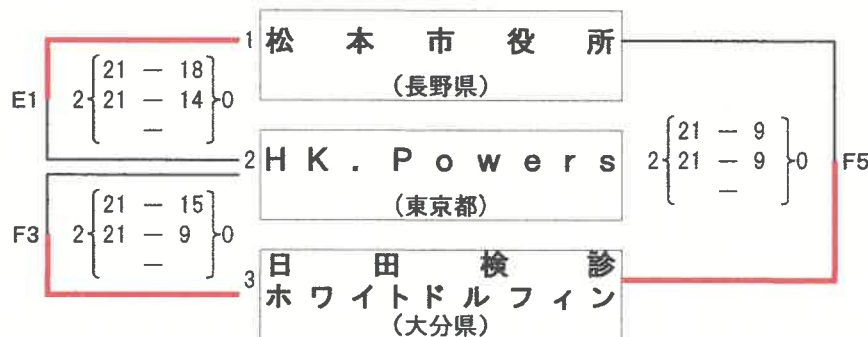 1 松本市役所
(長野県)
E1 2 21 － 18 0
21 － 14
－
2 HK．Powers
(東京都)
F3 2 21 － 15 0
21 － 9
－
3 日田検診
ホワイトドルフィン
(大分県)
2 21 － 9 0 F5
21 － 9
－